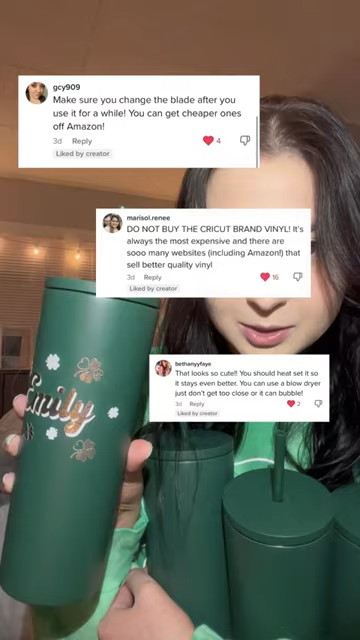 gcy909
Make sure you change the blade after you
use it for a while! You can get cheaper ones
off Amazon!
3d Reply 4
Liked by creator
marisol.renee
DO NOT BUY THE CRICUT BRAND VINYL! It's
always the most expensive and there are
sooo many websites (including Amazon!) that
sell better quality vinyl
3d Reply 16
Liked by creator
bethanyyfaye
That looks so cute!! You should heat set it so
it stays even better. You can use a blow dryer
just don't get too close or it can bubble!
3d Reply 2
Liked by creator
Emily